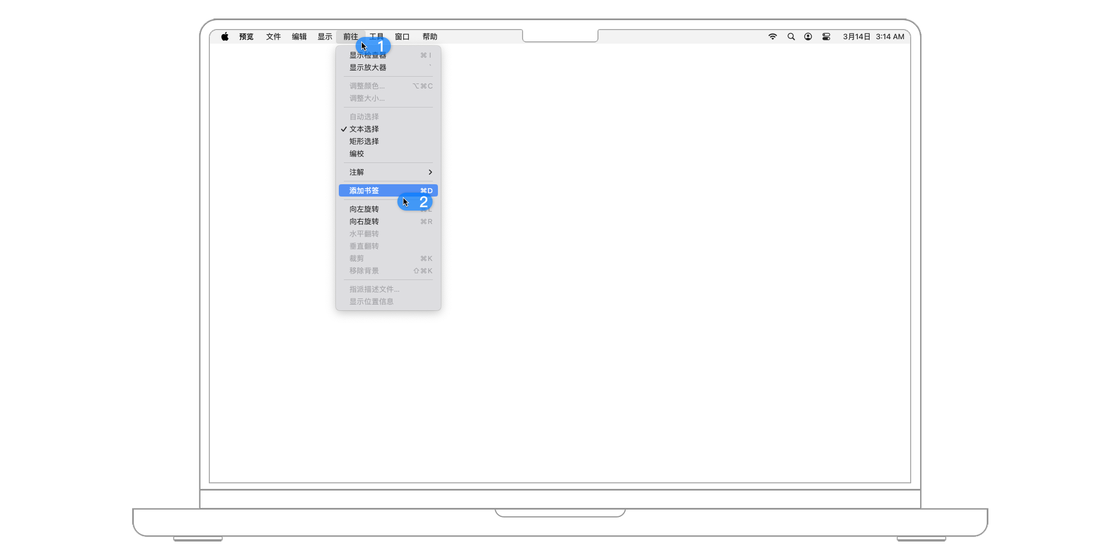 预览 文件 编辑 显示 前往 工具 窗口 帮助 3月14日 3:14 AM
1
显示检查器 ⌘I
显示放大器 `
调整颜色... ⌥⌘C
调整大小...
自动选择
✓ 文本选择
矩形选择
编校
注解 >
添加书签 ⌘D
2
向左旋转
向右旋转 ⌘R
水平翻转
垂直翻转
裁剪 ⌘K
移除背景 ⇧⌘K
指派描述文件...
显示位置信息